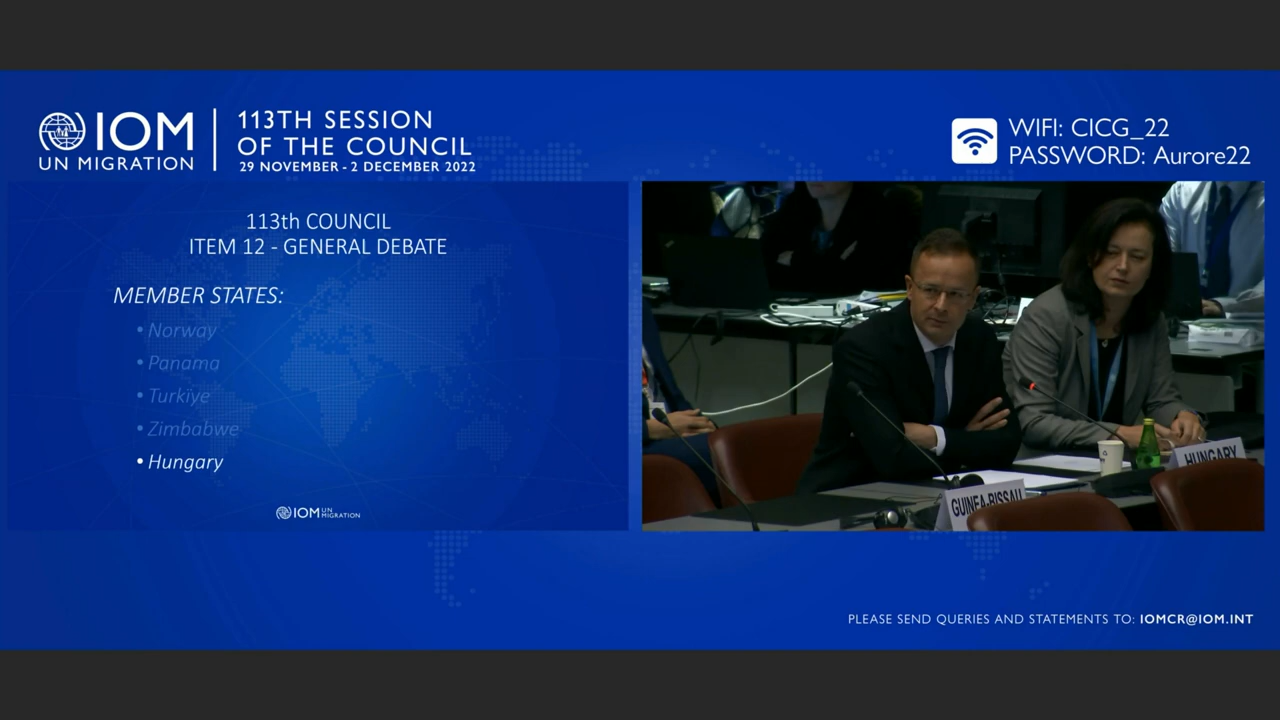 IOM
UN MIGRATION
113TH SESSION
OF THE COUNCIL
29 NOVEMBER - 2 DECEMBER 2022
WIFI: CICG_22
PASSWORD: Aurore22
113th COUNCIL
ITEM 12 - GENERAL DEBATE
MEMBER STATES:
• Norway
• Panama
• Turkiye
• Zimbabwe
• Hungary
IOM UN MIGRATION
GUINEA-BISSAU
HUNGARY
PLEASE SEND QUERIES AND STATEMENTS TO: IOMCR@IOM.INT